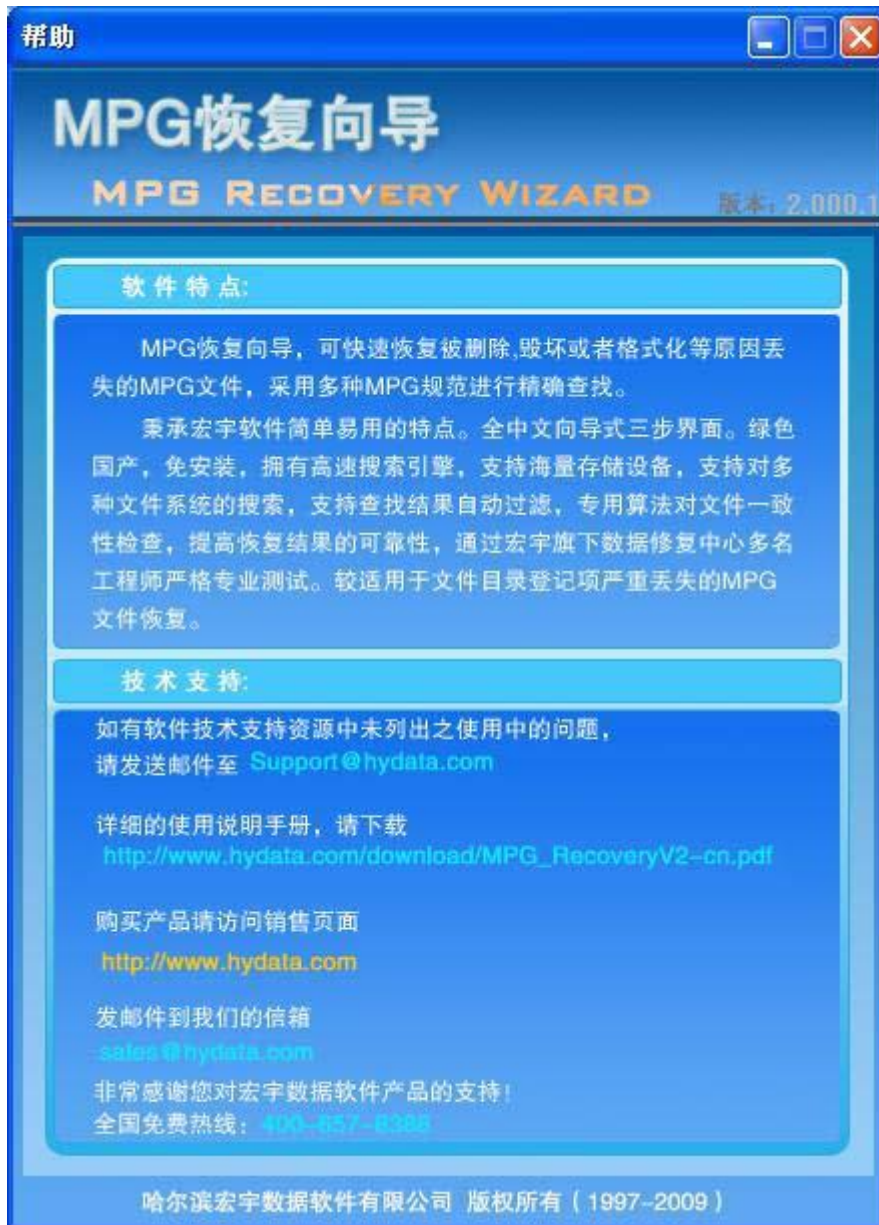 帮助
MPG恢复向导
MPG RECOVERY WIZARD
版本: 2.000.1
软件特点:
MPG恢复向导，可快速恢复被删除,毁坏或者格式化等原因丢
失的MPG文件，采用多种MPG规范进行精确查找。
秉承宏宇软件简单易用的特点。全中文向导式三步界面。绿色
国产，免安装，拥有高速搜索引擎，支持海量存储设备，支持对多
种文件系统的搜索，支持查找结果自动过滤，专用算法对文件一致
性检查，提高恢复结果的可靠性，通过宏宇旗下数据修复中心多名
工程师严格专业测试。较适用于文件目录登记项严重丢失的MPG
文件恢复。
技术支持:
如有软件技术支持资源中未列出之使用中的问题，
请发送邮件至 Support@hydata.com
详细的使用说明手册，请下载
http://www.hydata.com/download/MPG_RecoveryV2-cn.pdf
购买产品请访问销售页面
http://www.hydata.com
发邮件到我们的信箱
sales@hydata.com
非常感谢您对宏宇数据软件产品的支持!
全国免费热线: 400-657-8388
哈尔滨宏宇数据软件有限公司 版权所有（1997-2009）